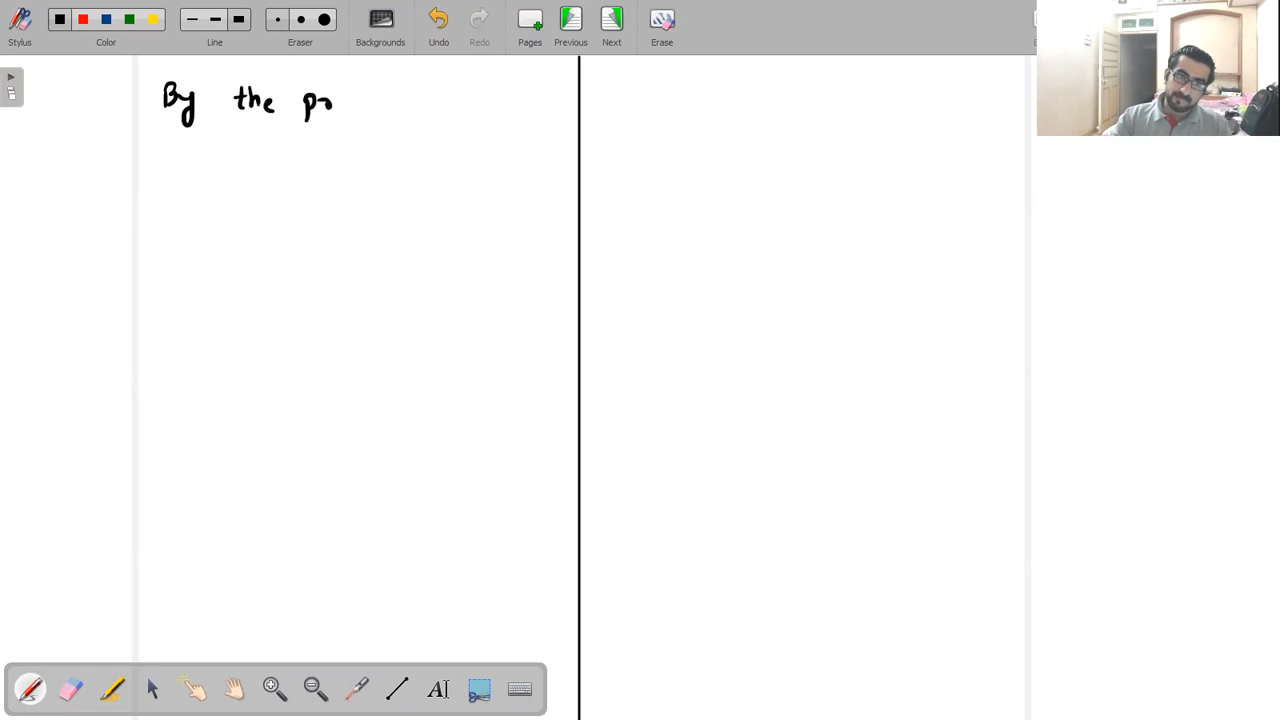 Stylus
Color
Line
Eraser
Backgrounds
Undo
Redo
Pages
Previous
Next
Erase
By the pr